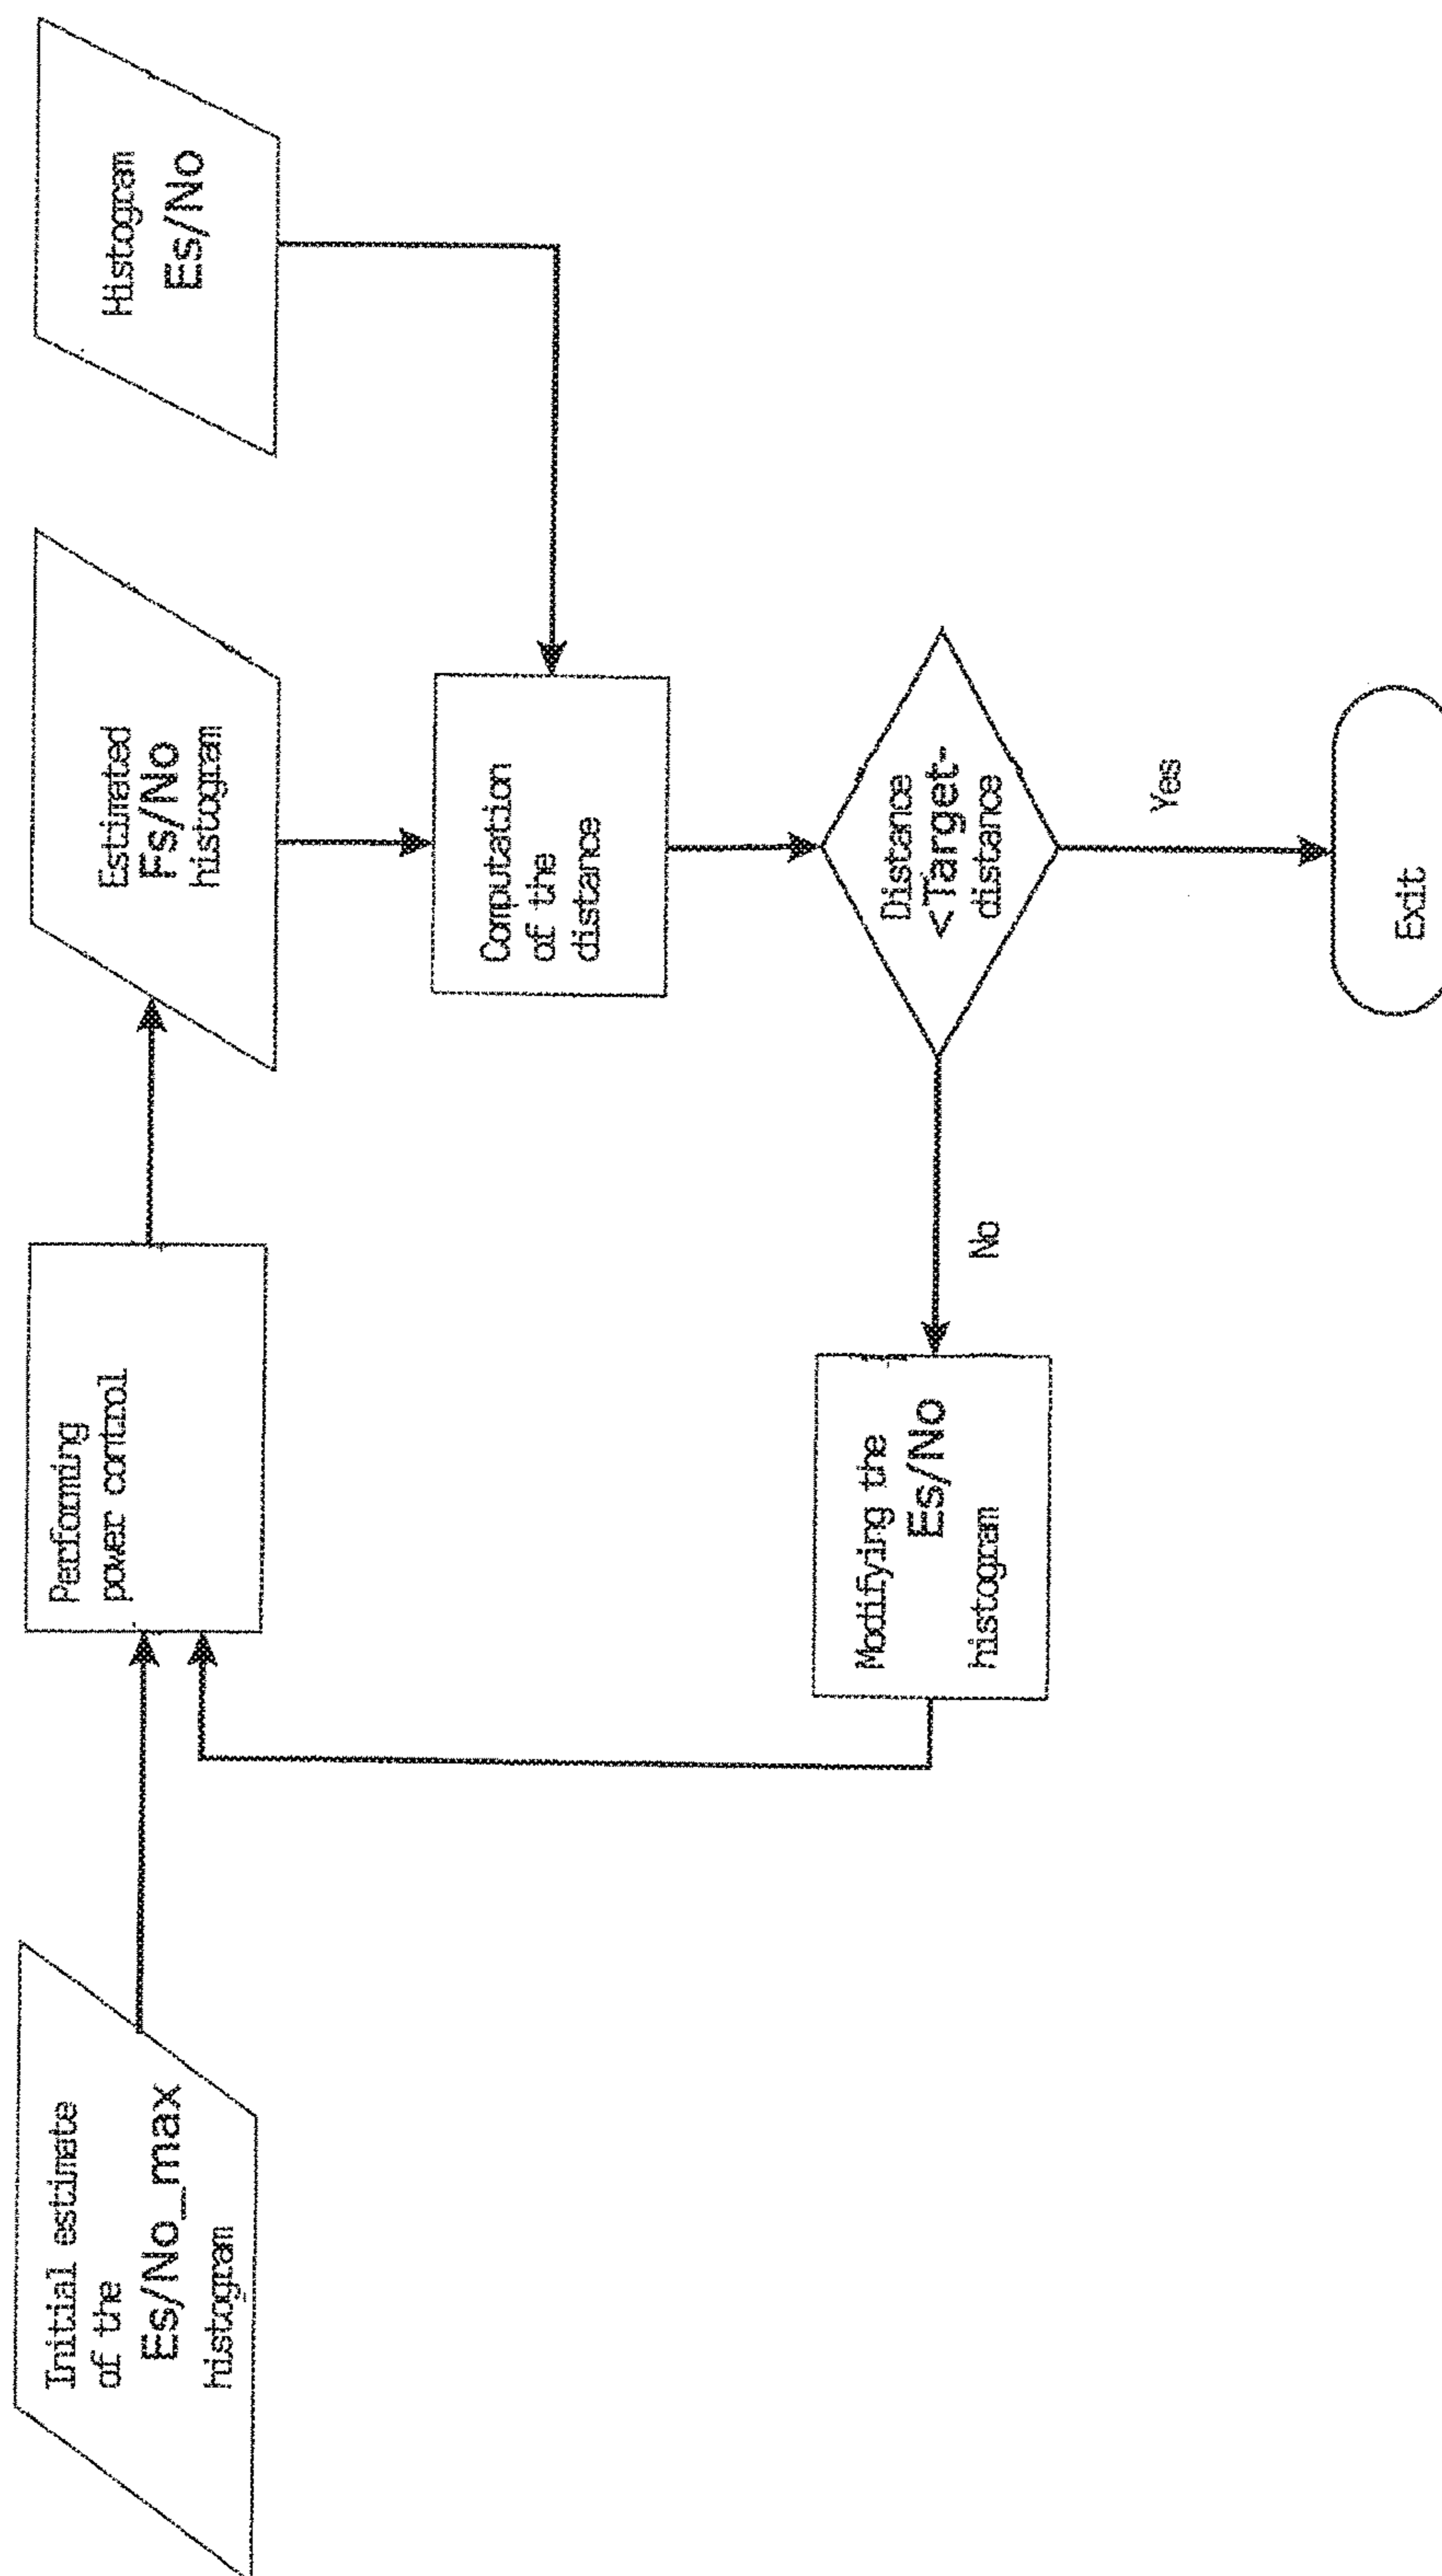 Initial estimate
of the
Es/No_max
histogram
Performing
power control
Estimated
Fs/No
histogram
Histogram
Es/No
Computation
of the
distance
Modifying the
Es/No
histogram
No
Distance
<Target-
distance
Yes
Exit